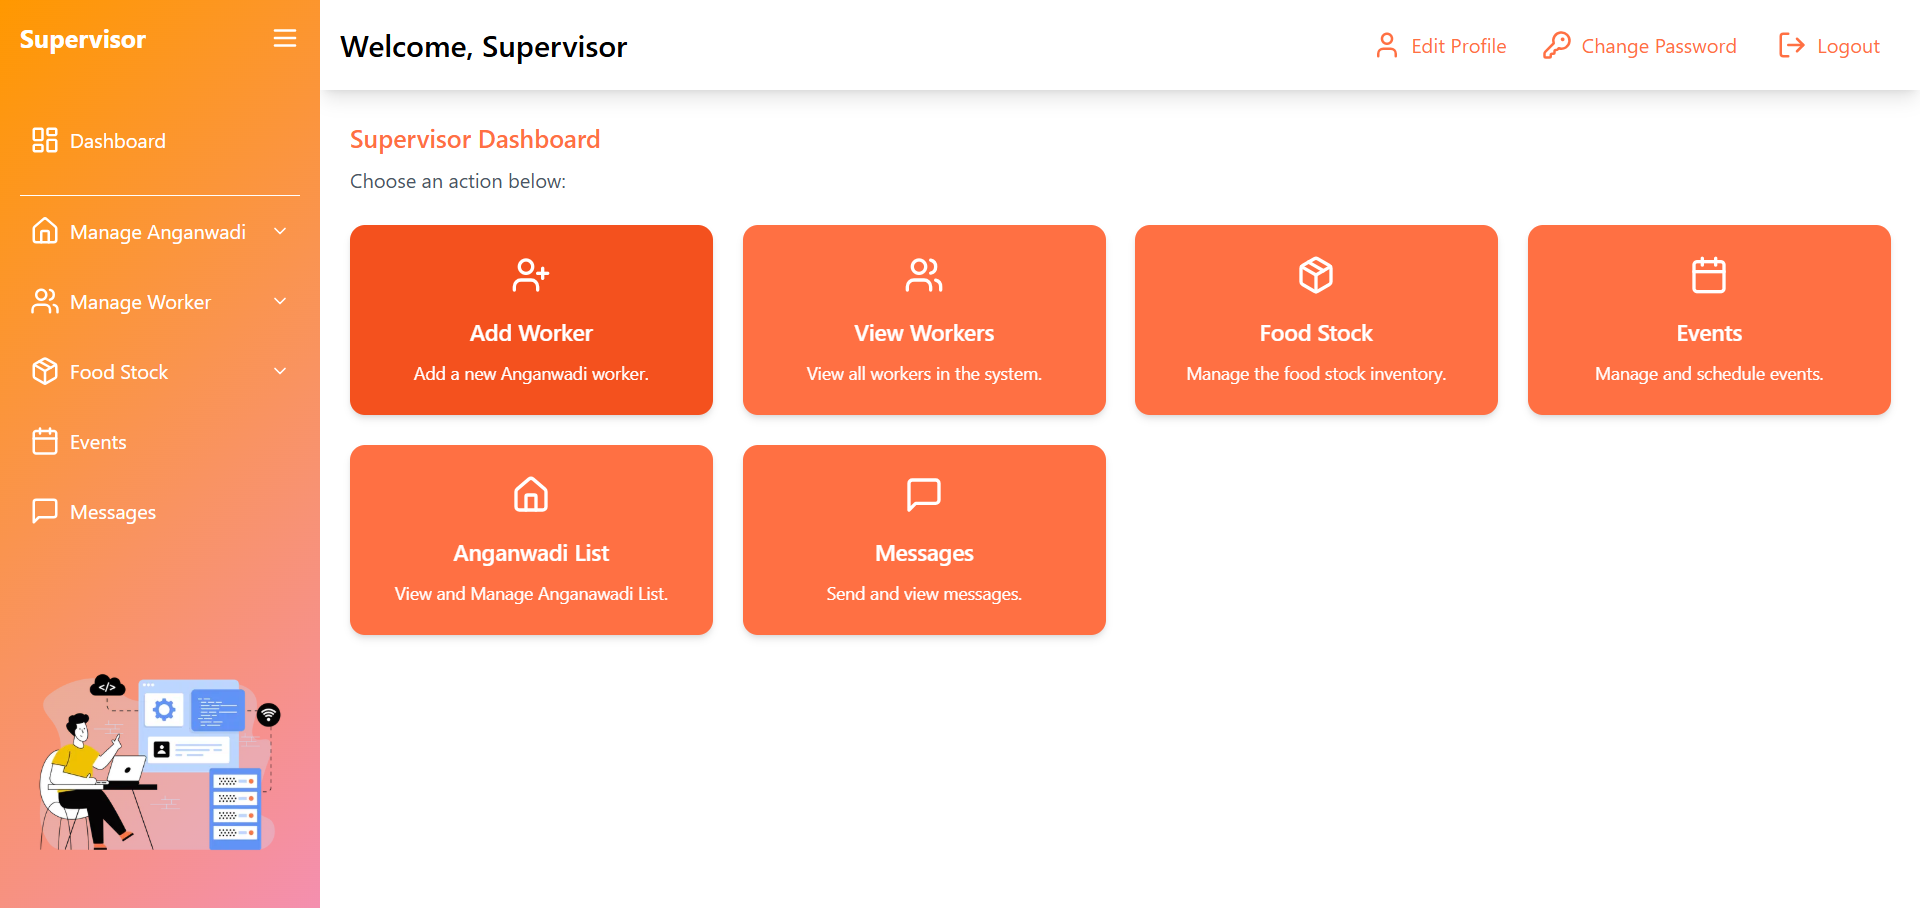 Supervisor
Dashboard
Manage Anganwadi
Manage Worker
Food Stock
Events
Messages
</>
Welcome, Supervisor
Edit Profile
Change Password
Logout
Supervisor Dashboard
Choose an action below:
Add Worker
Add a new Anganwadi worker.
View Workers
View all workers in the system.
Food Stock
Manage the food stock inventory.
Events
Manage and schedule events.
Anganwadi List
View and Manage Anganawadi List.
Messages
Send and view messages.